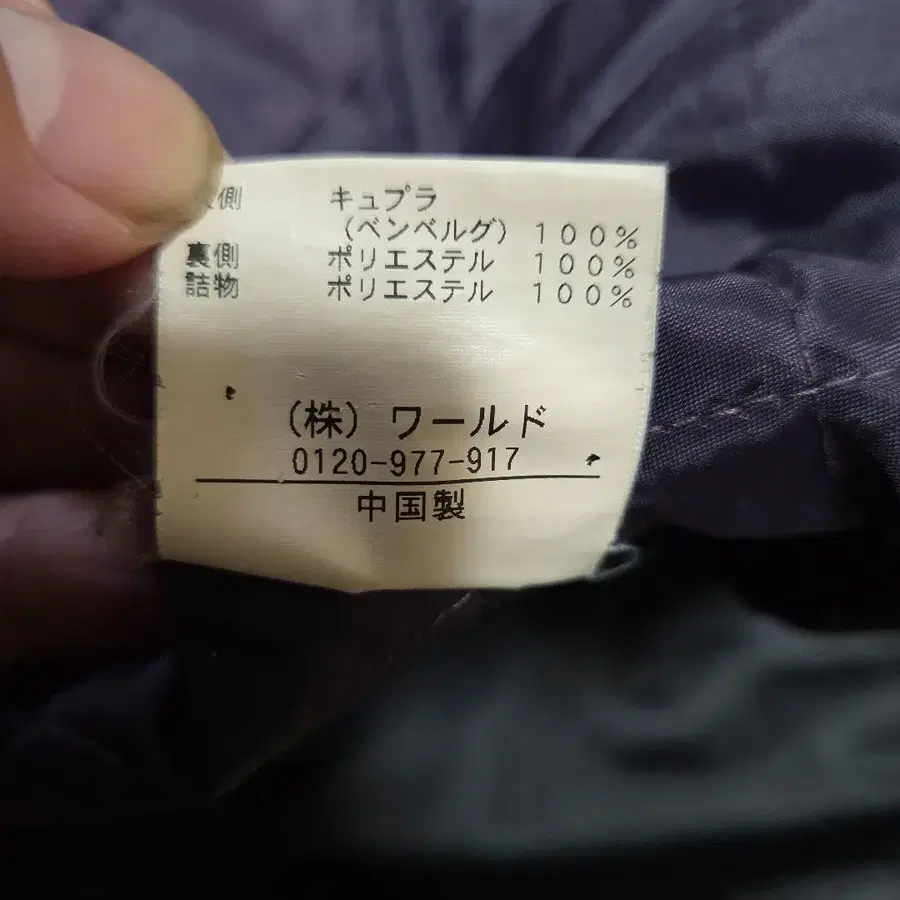 側 キュプラ
(ベンベルグ) 100%
裏側 ポリエステル 100%
詰物 ポリエステル 100%
(株) ワールド
0120-977-917
中国製